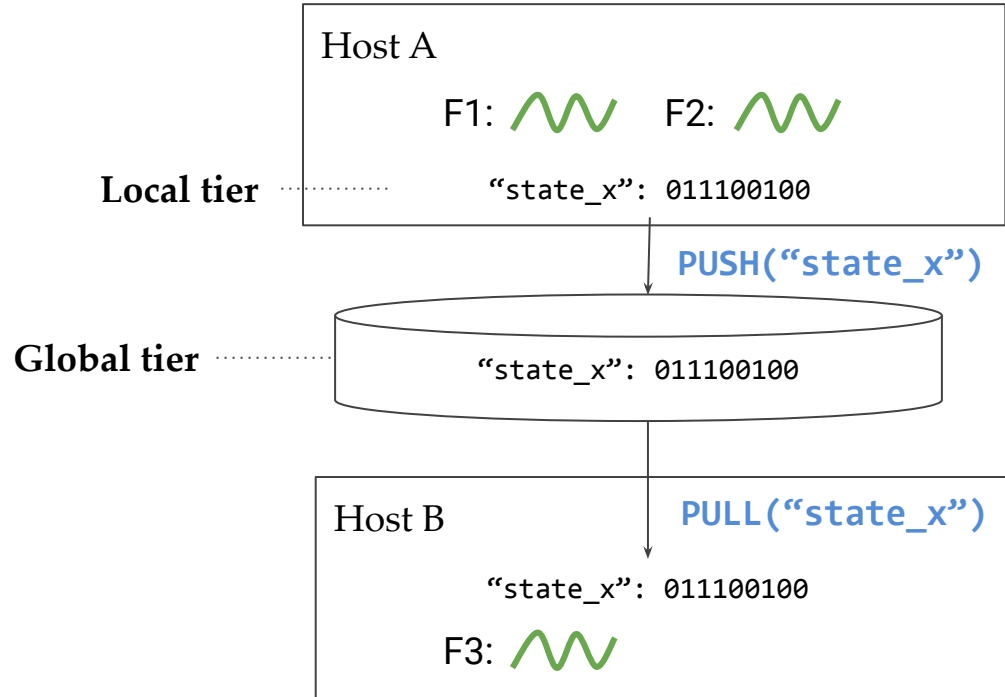 Host A
F1: F2:
Local tier
“state_x”: 011100100
PUSH(“state_x”)
Global tier
“state_x”: 011100100
Host B
PULL(“state_x”)
“state_x”: 011100100
F3: